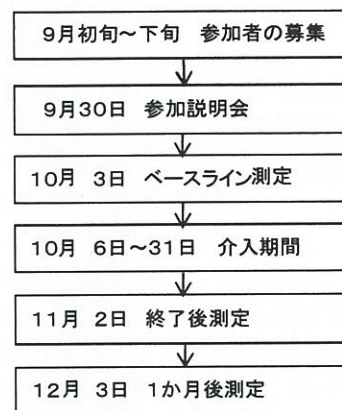 9月初旬～下旬 参加者の募集
9月30日 参加説明会
10月 3日 ベースライン測定
10月 6日～31日 介入期間
11月 2日 終了後測定
12月 3日 1か月後測定